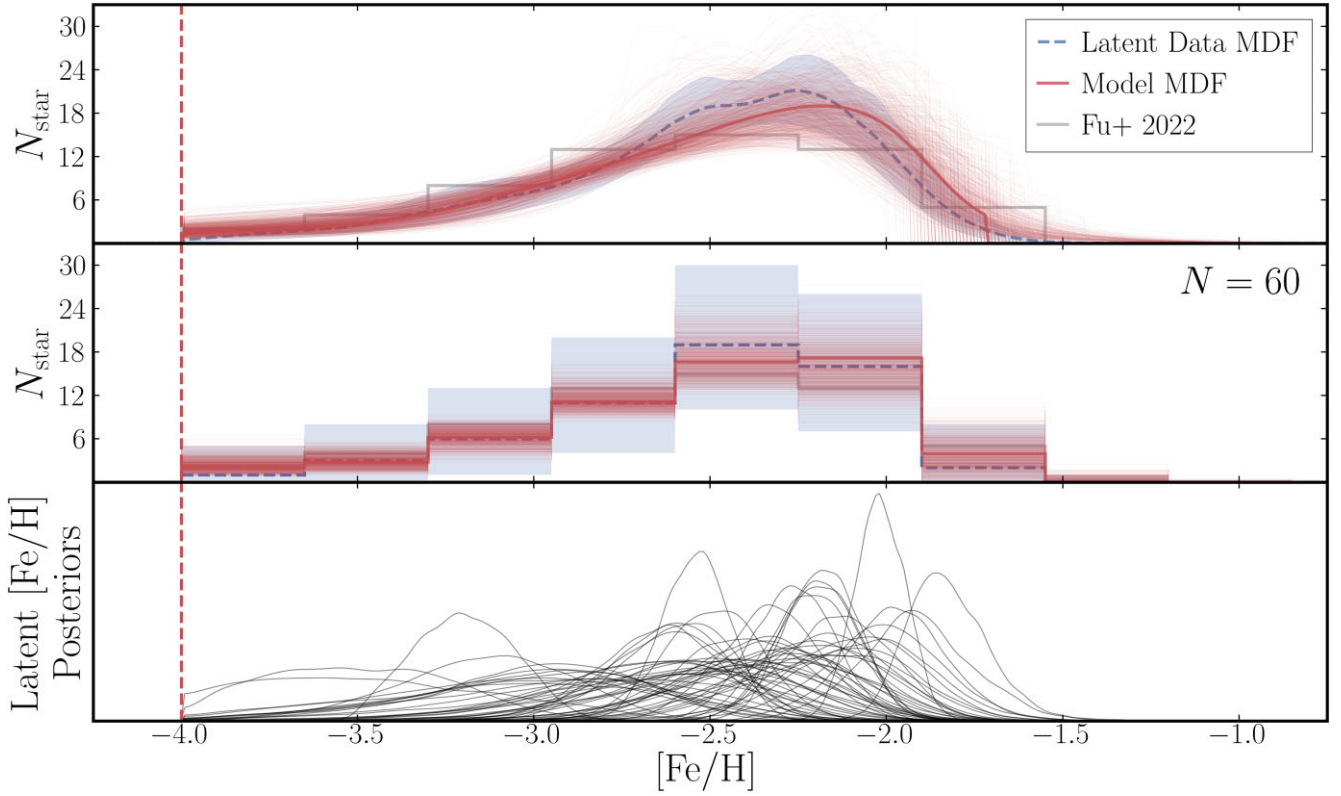 30
24
18
12
6
N_star
Latent Data MDF
Model MDF
Fu+ 2022
30
24
18
12
6
N_star
N = 60
Latent [Fe/H]
Posteriors
−4.0 −3.5 −3.0 −2.5 −2.0 −1.5 −1.0
[Fe/H]